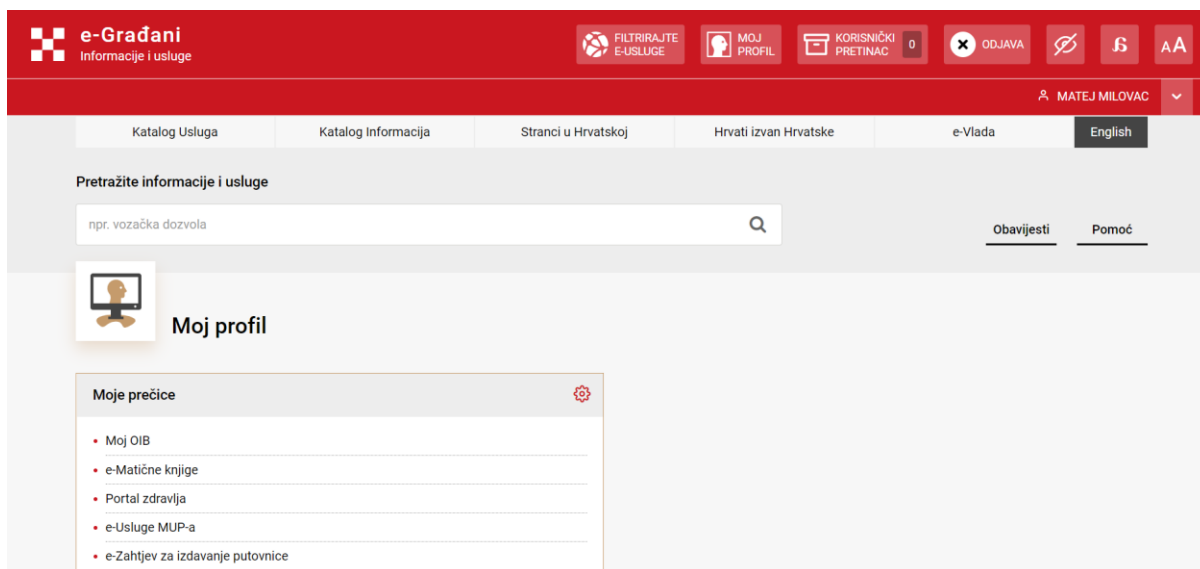 e-Građani
Informacije i usluge
FILTRIRAJTE
E-USLUGE
MOJ
PROFIL
KORISNIČKI
PRETINAC
0
ODJAVA
a
AA
MATEJ MILOVAC
Katalog Usluga
Katalog Informacija
Stranci u Hrvatskoj
Hrvati izvan Hrvatske
e-Vlada
English
Pretražite informacije i usluge
npr. vozačka dozvola
Obavijesti
Pomoć
Moj profil
Moje prečice
• Moj OIB
• e-Matične knjige
• Portal zdravlja
• e-Usluge MUP-a
• e-Zahtjev za izdavanje putovnice